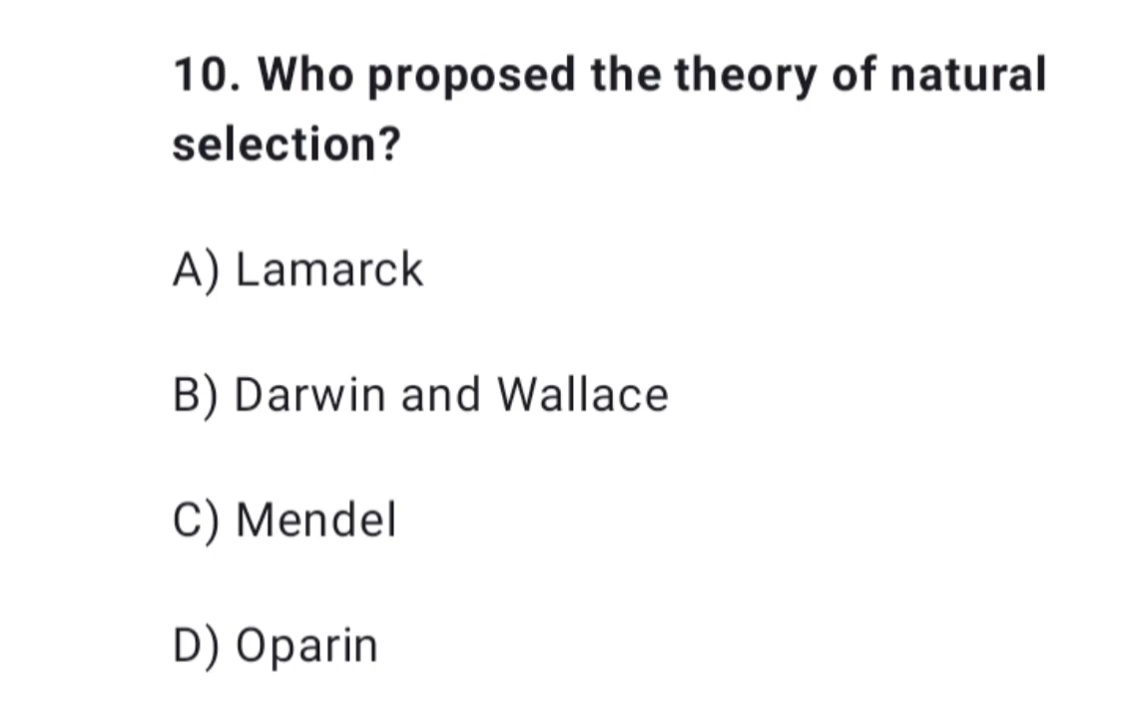 10. Who proposed the theory of natural
selection?
A) Lamarck
B) Darwin and Wallace
C) Mendel
D) Oparin